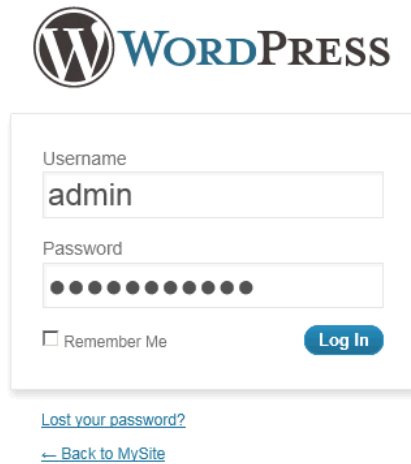 WORDPRESS
Username
admin
Password
●●●●●●●●●●●
Remember Me
Log In
Lost your password?
← Back to MySite